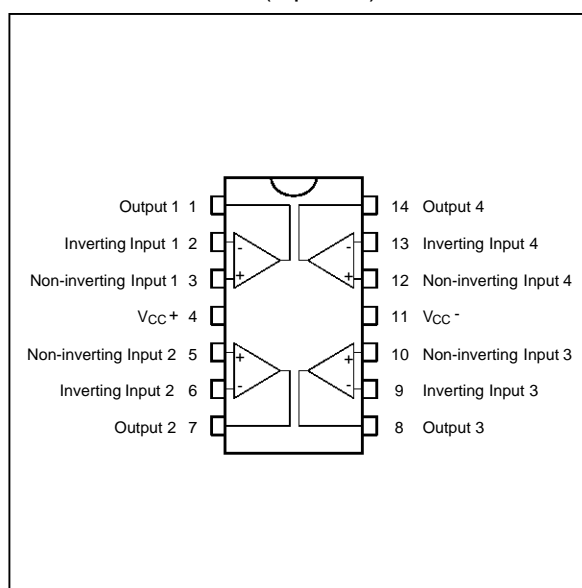 Output 1 1 14 Output 4
- -
Inverting Input 1 2 13 Inverting Input 4
+ +
Non-inverting Input 1 3 12 Non-inverting Input 4
VCC + 4 11 VCC -
Non-inverting Input 2 5 + + 10 Non-inverting Input 3
Inverting Input 2 6 - - 9 Inverting Input 3
Output 2 7 8 Output 3